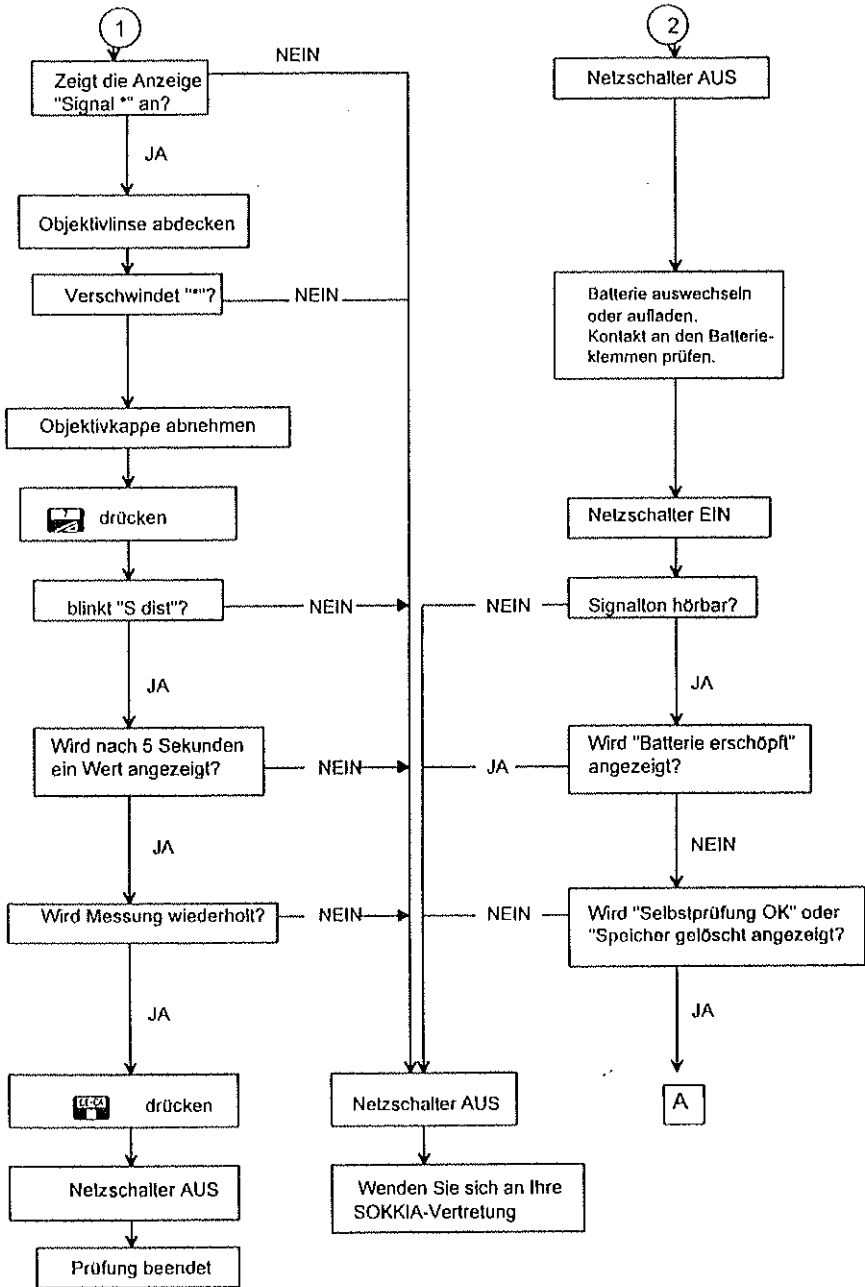 1
NEIN
Zeigt die Anzeige
"Signal *" an?
JA
Objektivlinse abdecken
Verschwindet "*"?
NEIN
Objektivkappe abnehmen
7
drücken
blinkt "S dist"?
NEIN
JA
Wird nach 5 Sekunden
ein Wert angezeigt?
NEIN
JA
Wird Messung wiederholt?
NEIN
JA
CE·CA
drücken
Netzschalter AUS
Prüfung beendet
Netzschalter AUS
Wenden Sie sich an Ihre
SOKKIA-Vertretung
2
Netzschalter AUS
Batterie auswechseln
oder aufladen.
Kontakt an den Batterie-
klemmen prüfen.
Netzschalter EIN
NEIN
Signalton hörbar?
JA
JA
Wird "Batterie erschöpft"
angezeigt?
NEIN
NEIN
Wird "Selbstprüfung OK" oder
"Speicher gelöscht angezeigt?
JA
A